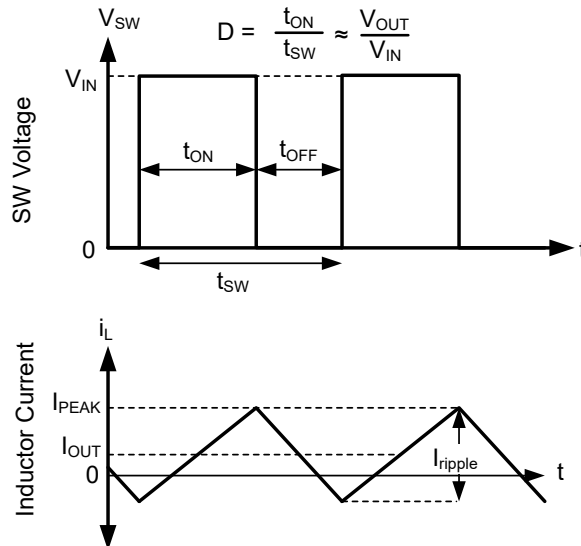 V_SW
D = t_ON / t_SW ≈ V_OUT / V_IN
V_IN
SW Voltage
t_ON
t_OFF
0
t
t_SW
i_L
Inductor Current
I_PEAK
I_OUT
0
I_ripple
t